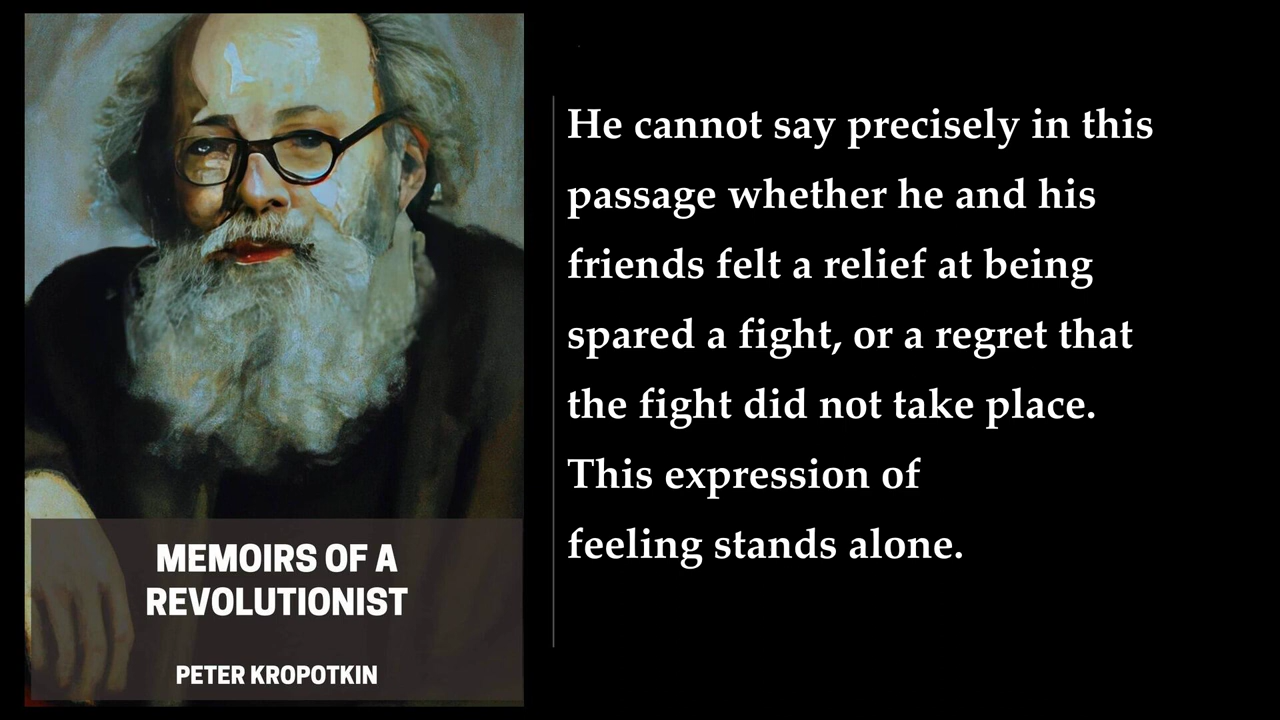 MEMOIRS OF A
REVOLUTIONIST
PETER KROPOTKIN
He cannot say precisely in this
passage whether he and his
friends felt a relief at being
spared a fight, or a regret that
the fight did not take place.
This expression of
feeling stands alone.